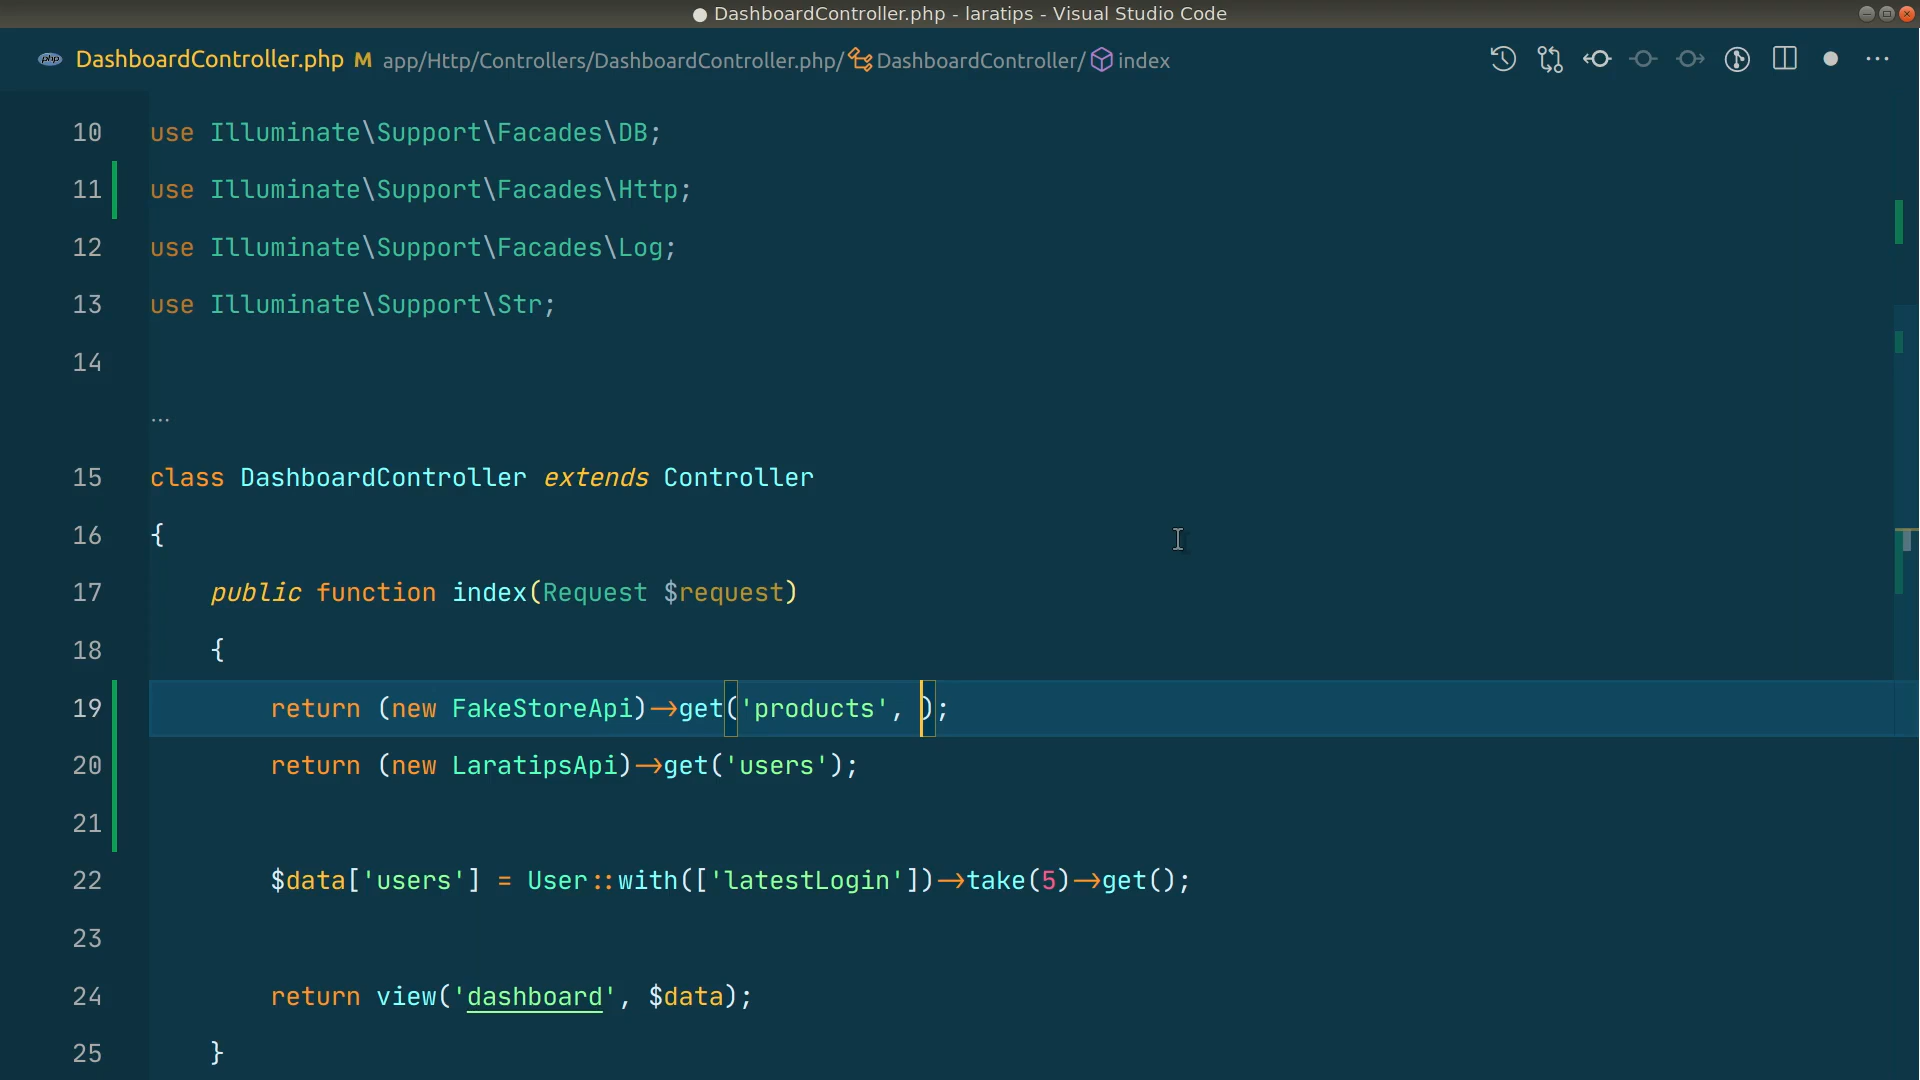 DashboardController.php - laratips - Visual Studio Code
php DashboardController.php M app/Http/Controllers/DashboardController.php/ DashboardController/ index
10 use Illuminate\Support\Facades\DB;
11 use Illuminate\Support\Facades\Http;
12 use Illuminate\Support\Facades\Log;
13 use Illuminate\Support\Str;
14
...
15 class DashboardController extends Controller
16 {
17 public function index(Request $request)
18 {
19 return (new FakeStoreApi)->get('products', );
20 return (new LaratipsApi)->get('users');
21
22 $data['users'] = User::with(['latestLogin'])->take(5)->get();
23
24 return view('dashboard', $data);
25 }